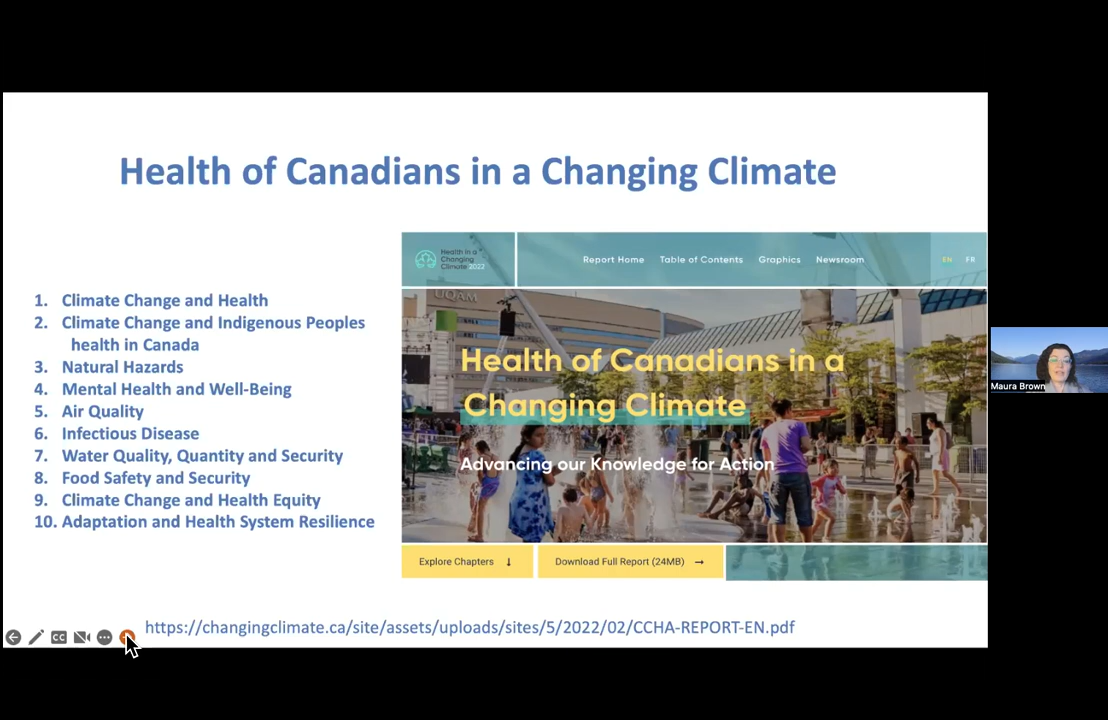 Health of Canadians in a Changing Climate
1. Climate Change and Health
2. Climate Change and Indigenous Peoples
health in Canada
3. Natural Hazards
4. Mental Health and Well-Being
5. Air Quality
6. Infectious Disease
7. Water Quality, Quantity and Security
8. Food Safety and Security
9. Climate Change and Health Equity
10. Adaptation and Health System Resilience
Health in a
Changing
Climate 2022
Report Home Table of Contents Graphics Newsroom
EN FR
UQAM
Health of Canadians in a
Changing Climate
Advancing our Knowledge for Action
Explore Chapters ↓
Download Full Report (24MB) →
CC
https://changingclimate.ca/site/assets/uploads/sites/5/2022/02/CCHA-REPORT-EN.pdf
Maura Brown